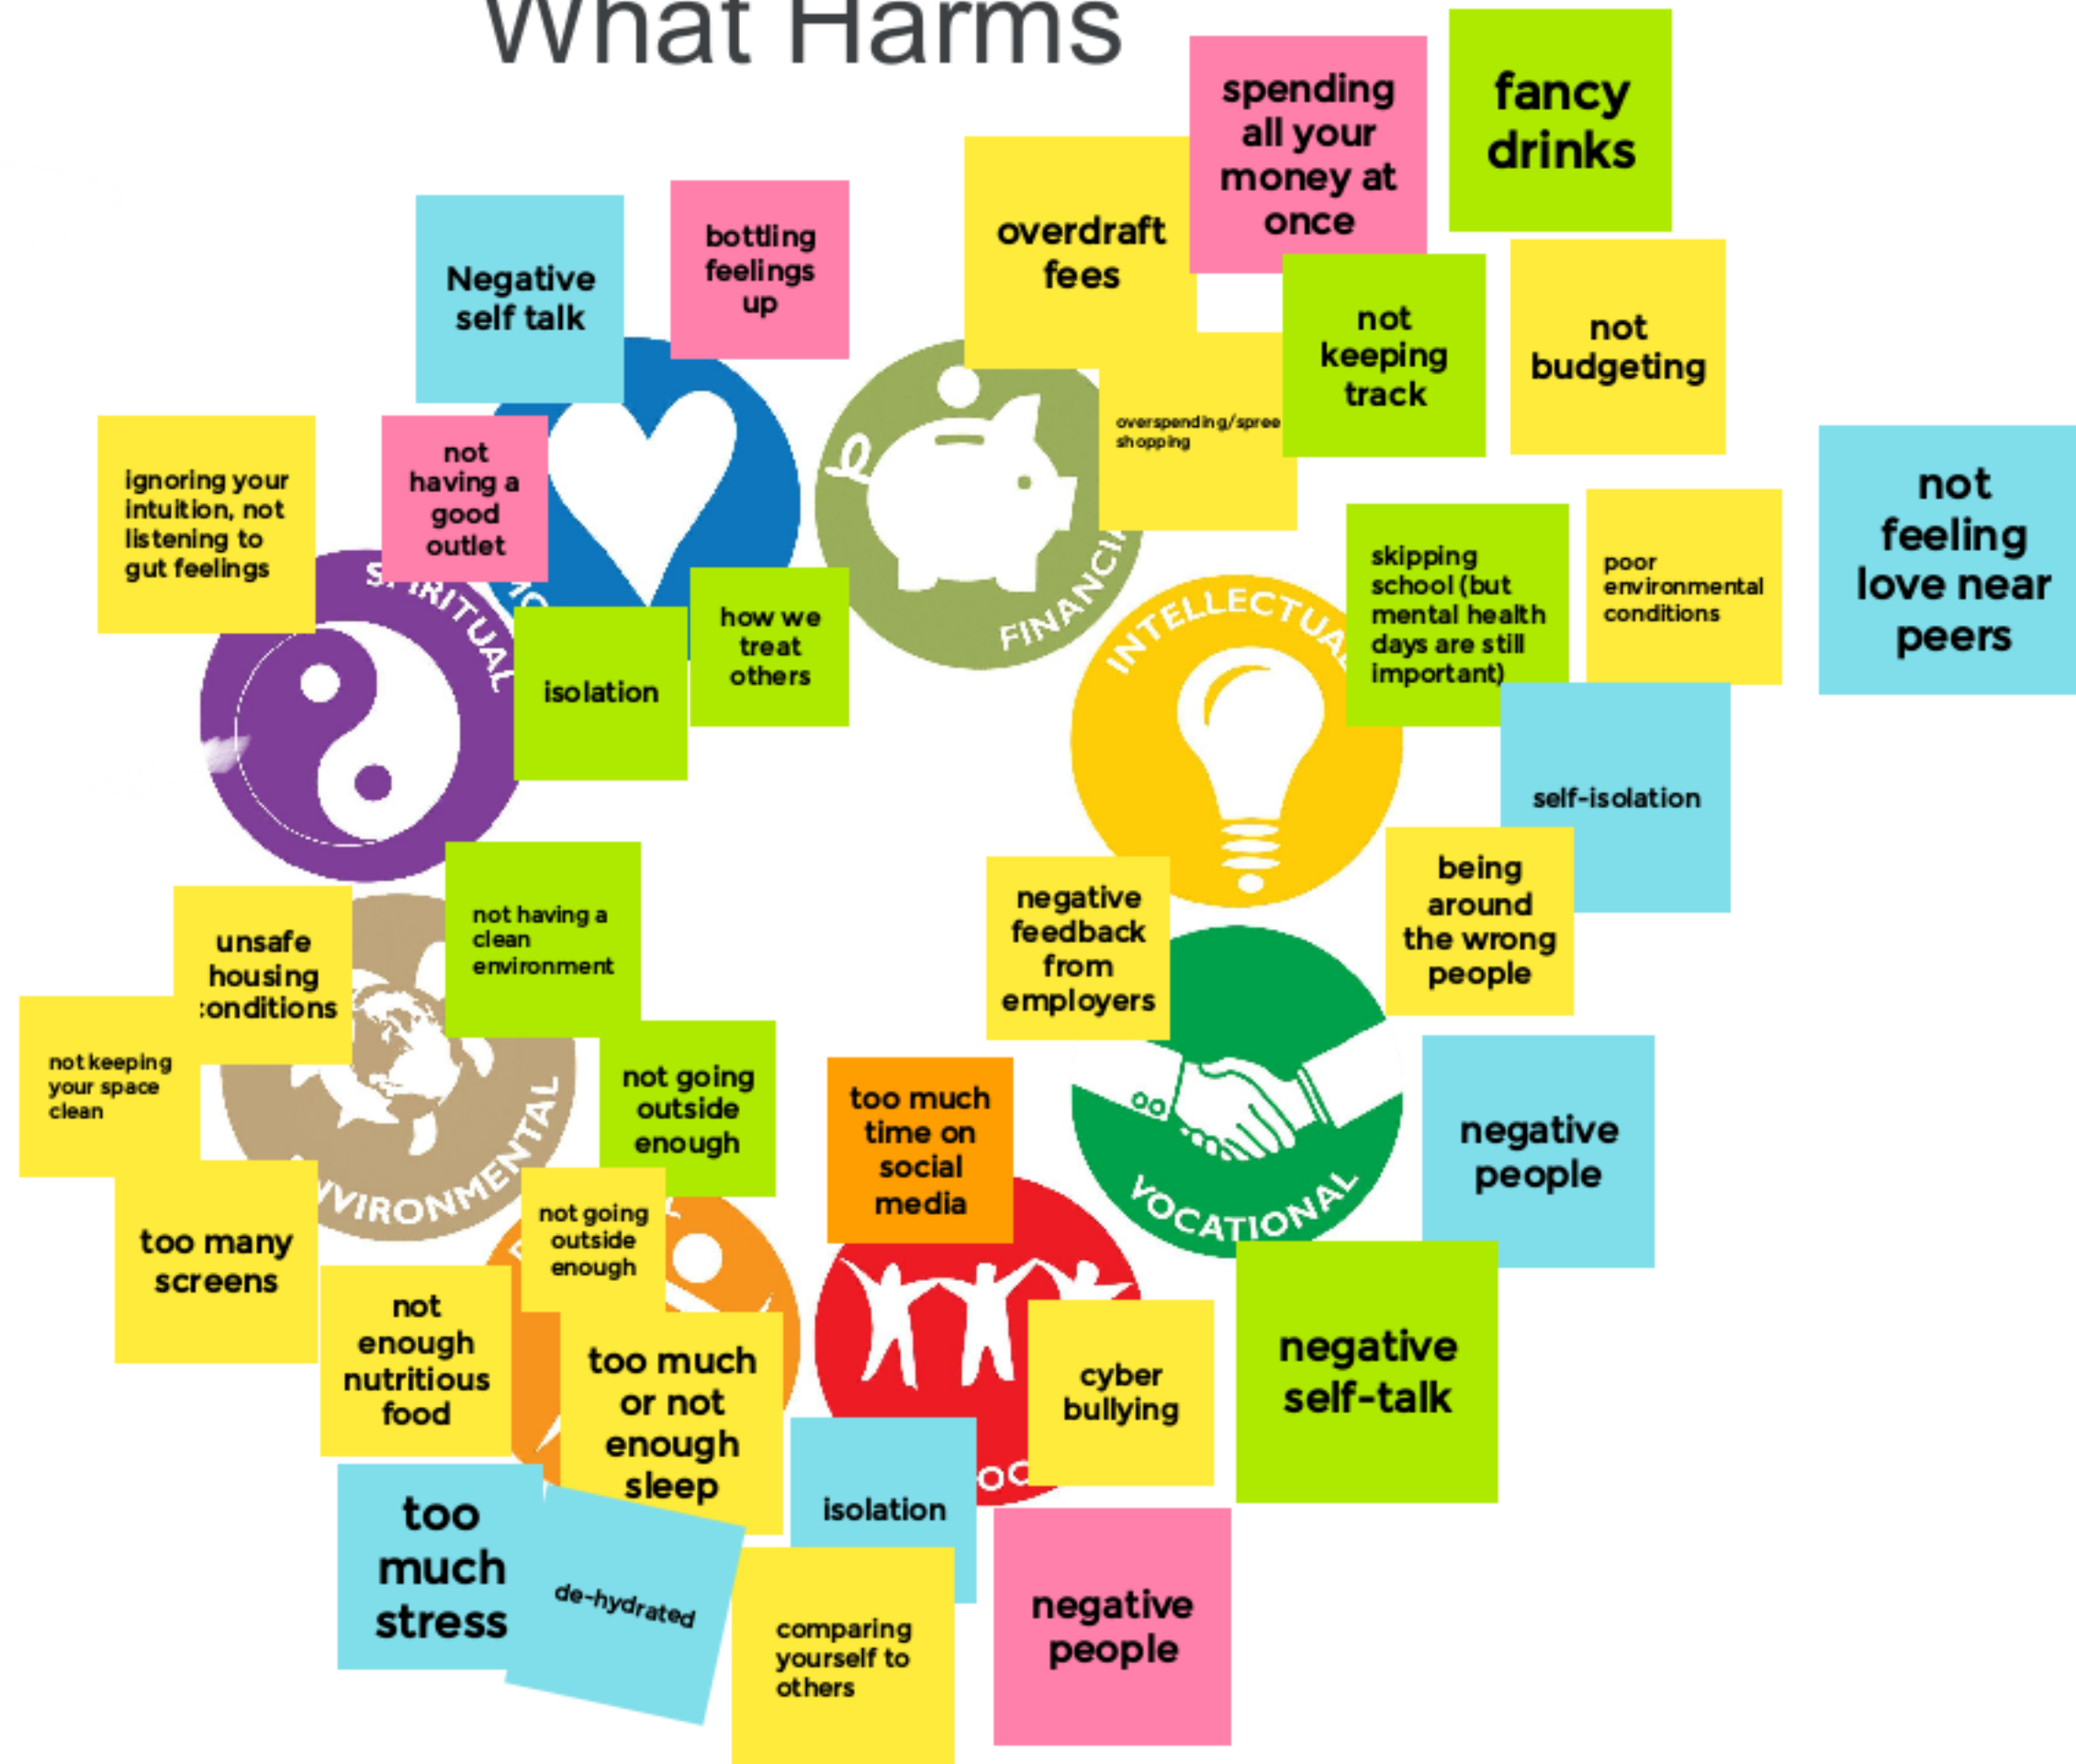 What Harms
spending
all your
money at
once
fancy
drinks
overdraft
fees
Negative
self talk
bottling
feelings
up
not
keeping
track
not
budgeting
overspending/spree
shopping
ignoring your
intuition, not
listening to
gut feelings
not
having a
good
outlet
not
feeling
love near
peers
skipping
school (but
mental health
days are still
important)
poor
environmental
conditions
SPIRITUAL
isolation
how we
treat
others
FINANCI
INTELLECTUAL
self-isolation
being
around
the wrong
people
negative
feedback
from
employers
unsafe
housing
conditions
not having a
clean
environment
not keeping
your space
clean
not going
outside
enough
too much
time on
social
media
negative
people
VOCATIONAL
NVIRONMENTAL
too many
screens
not going
outside
enough
not
enough
nutritious
food
too much
or not
enough
sleep
cyber
bullying
negative
self-talk
OC
isolation
too
much
stress
de-hydrated
comparing
yourself to
others
negative
people